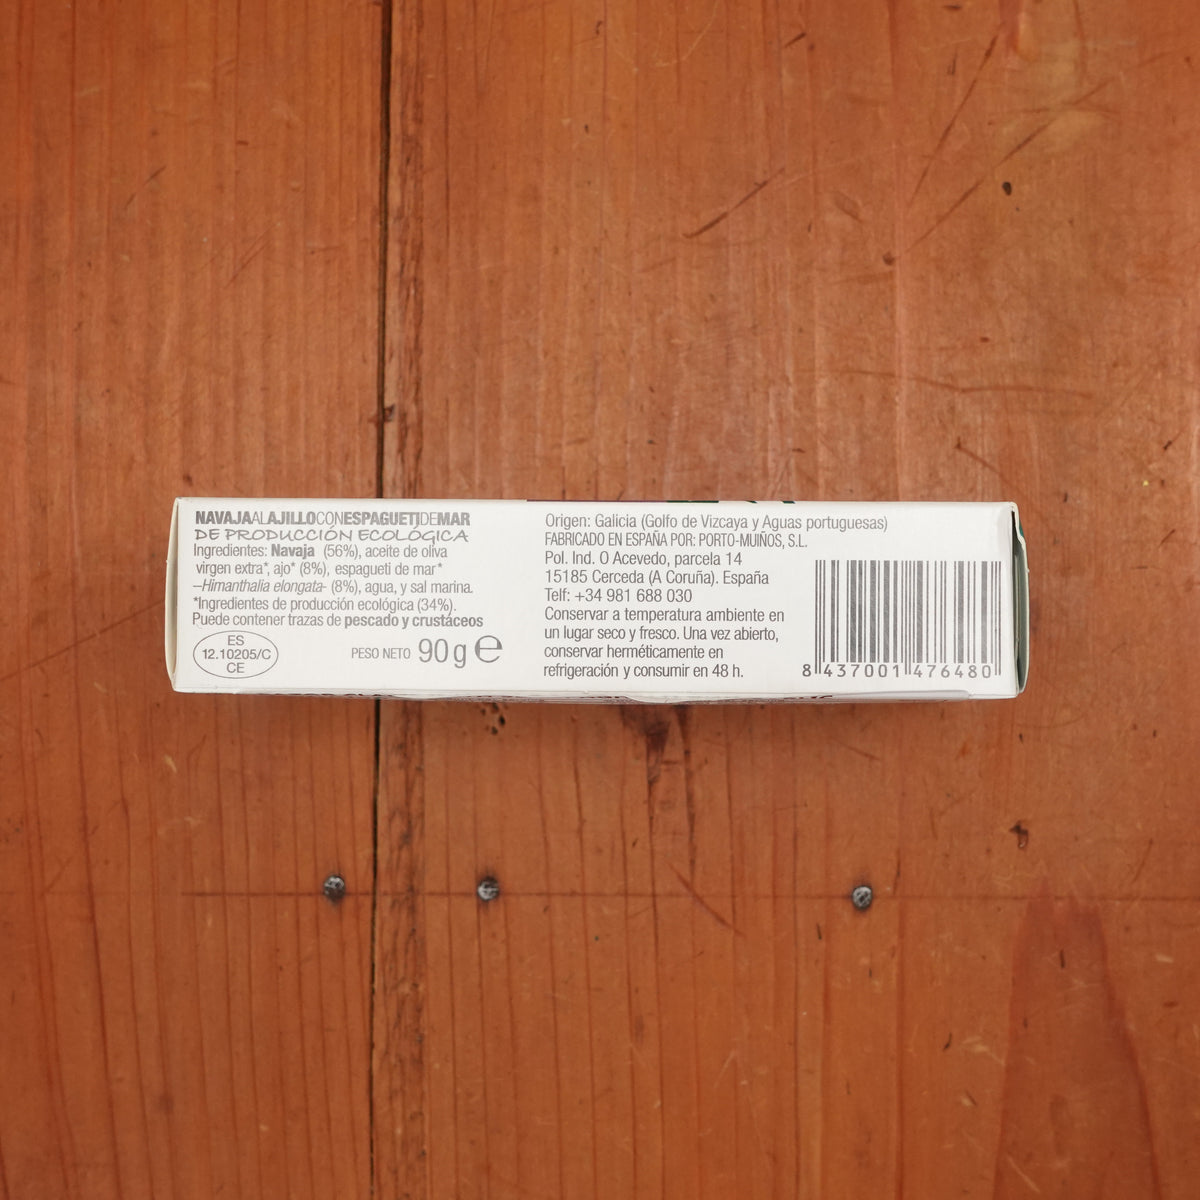 NAVAJAALAJILLOCONESPAGUETIDEMAR
DE PRODUCCIÓN ECOLÓGICA
Ingredientes: Navaja (56%), aceite de oliva
virgen extra*, ajo* (8%), espagueti de mar*
–Himanthalia elongata- (8%), agua, y sal marina.
*Ingredientes de producción ecológica (34%).
Puede contener trazas de pescado y crustáceos
ES
12.10205/C
CE
PESO NETO 90 g e
Origen: Galicia (Golfo de Vizcaya y Aguas portuguesas)
FABRICADO EN ESPAÑA POR: PORTO-MUIÑOS, S.L.
Pol. Ind. O Acevedo, parcela 14
15185 Cerceda (A Coruña). España
Telf: +34 981 688 030
Conservar a temperatura ambiente en
un lugar seco y fresco. Una vez abierto,
conservar herméticamente en
refrigeración y consumir en 48 h.
8 437001 476480